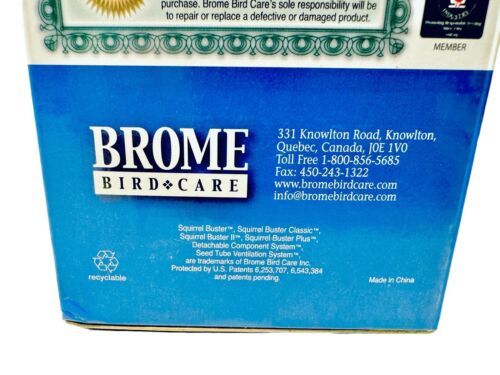 purchase. Brome Bird Care's sole responsibility will be
to repair or replace a defective or damaged product.
INDUSTRY
MEMBER
BROME
BIRD CARE
331 Knowlton Road, Knowlton,
Quebec, Canada, J0E 1V0
Toll Free 1-800-856-5685
Fax: 450-243-1322
www.bromebirdcare.com
info@bromebirdcare.com
Squirrel Buster™, Squirrel Buster Classic™,
Squirrel Buster II™, Squirrel Buster Plus™,
Detachable Component System™,
Seed Tube Ventilation System™,
are trademarks of Brome Bird Care Inc.
Protected by U.S. Patents 6,253,707, 6,543,384
and patents pending.
recyclable
Made in China